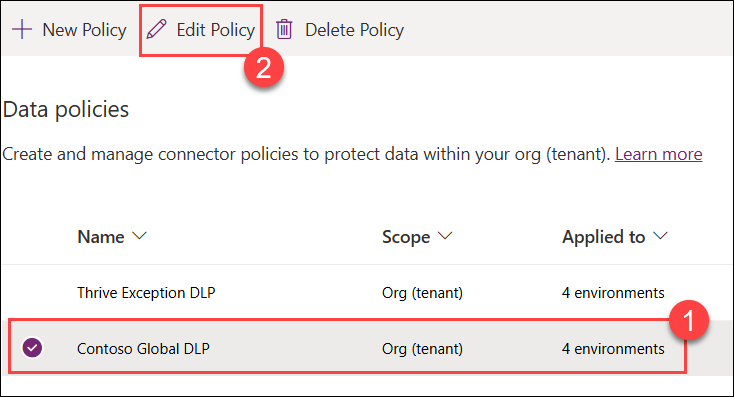 New Policy Edit Policy Delete Policy
2
Data policies
Create and manage connector policies to protect data within your org (tenant). Learn more
Name Scope Applied to
Thrive Exception DLP Org (tenant) 4 environments
1
Contoso Global DLP Org (tenant) 4 environments